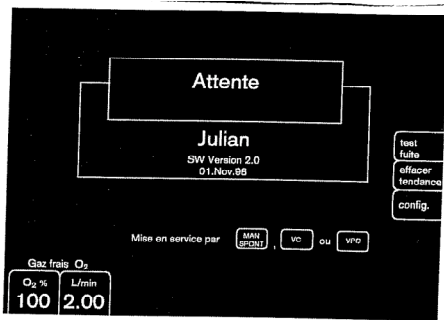 Attente
Julian
SW Version 2.0
01.Nov.96
test
fuite
effacer
tendance
config.
Mise en service par MAN SPONT , VC ou VPC
Gaz frais O₂
O₂ % L/min
100 2.00